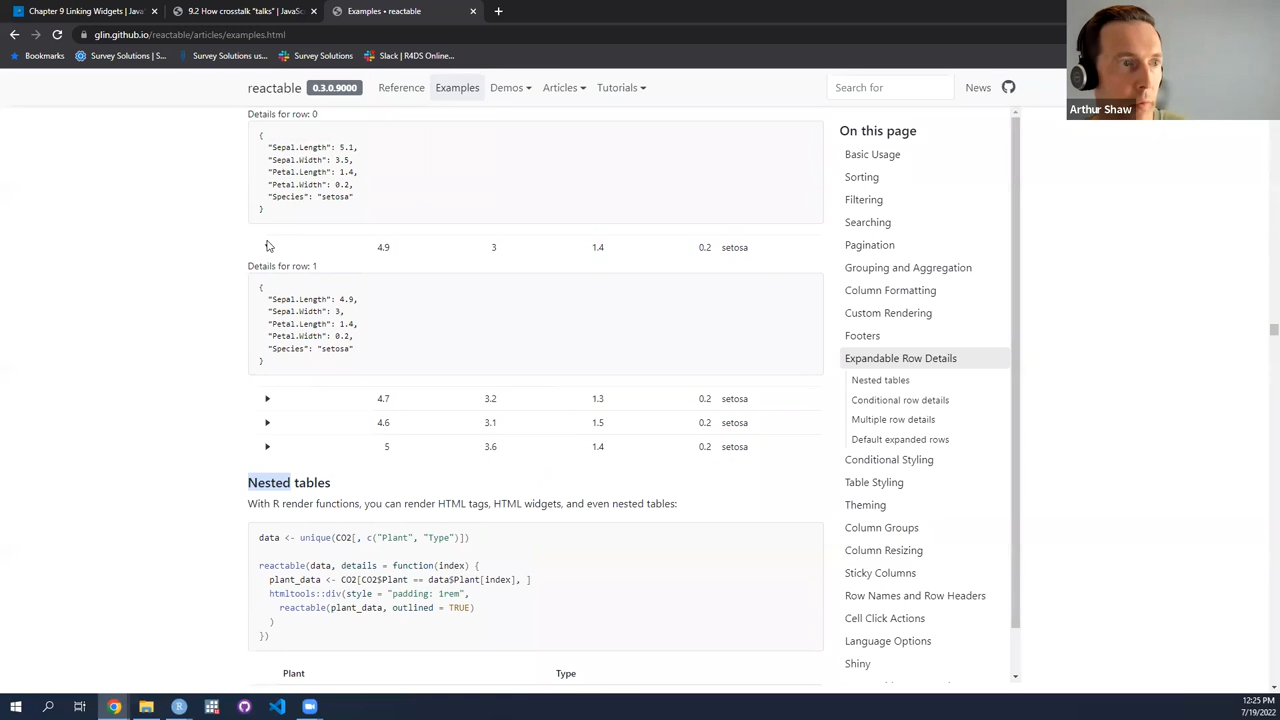 Chapter 9 Linking Widgets | Java
9.2 How crosstalk "talks" | JavaSc
Examples • reactable
glin.github.io/reactable/articles/examples.html
Bookmarks
Survey Solutions | S...
Survey Solutions us...
Survey Solutions
Slack | R4DS Onlin...
Arthur Shaw
reactable 0.3.0.9000 Reference Examples Demos Articles Tutorials Search for News
Details for row: 0
{
"Sepal.Length": 5.1,
"Sepal.Width": 3.5,
"Petal.Length": 1.4,
"Petal.Width": 0.2,
"Species": "setosa"
}
4.9 3 1.4 0.2 setosa
Details for row: 1
{
"Sepal.Length": 4.9,
"Sepal.Width": 3,
"Petal.Length": 1.4,
"Petal.Width": 0.2,
"Species": "setosa"
}
4.7 3.2 1.3 0.2 setosa
4.6 3.1 1.5 0.2 setosa
5 3.6 1.4 0.2 setosa
Nested tables
With R render functions, you can render HTML tags, HTML widgets, and even nested tables:
data <- unique(CO2[, c("Plant", "Type")])
reactable(data, details = function(index) {
plant_data <- CO2[CO2$Plant == data$Plant[index], ]
htmltools::div(style = "padding: 1rem",
reactable(plant_data, outlined = TRUE)
)
})
Plant Type
On this page
Basic Usage
Sorting
Filtering
Searching
Pagination
Grouping and Aggregation
Column Formatting
Custom Rendering
Footers
Expandable Row Details
Nested tables
Conditional row details
Multiple row details
Default expanded rows
Conditional Styling
Table Styling
Theming
Column Groups
Column Resizing
Sticky Columns
Row Names and Row Headers
Cell Click Actions
Language Options
Shiny
12:25 PM
7/19/2022